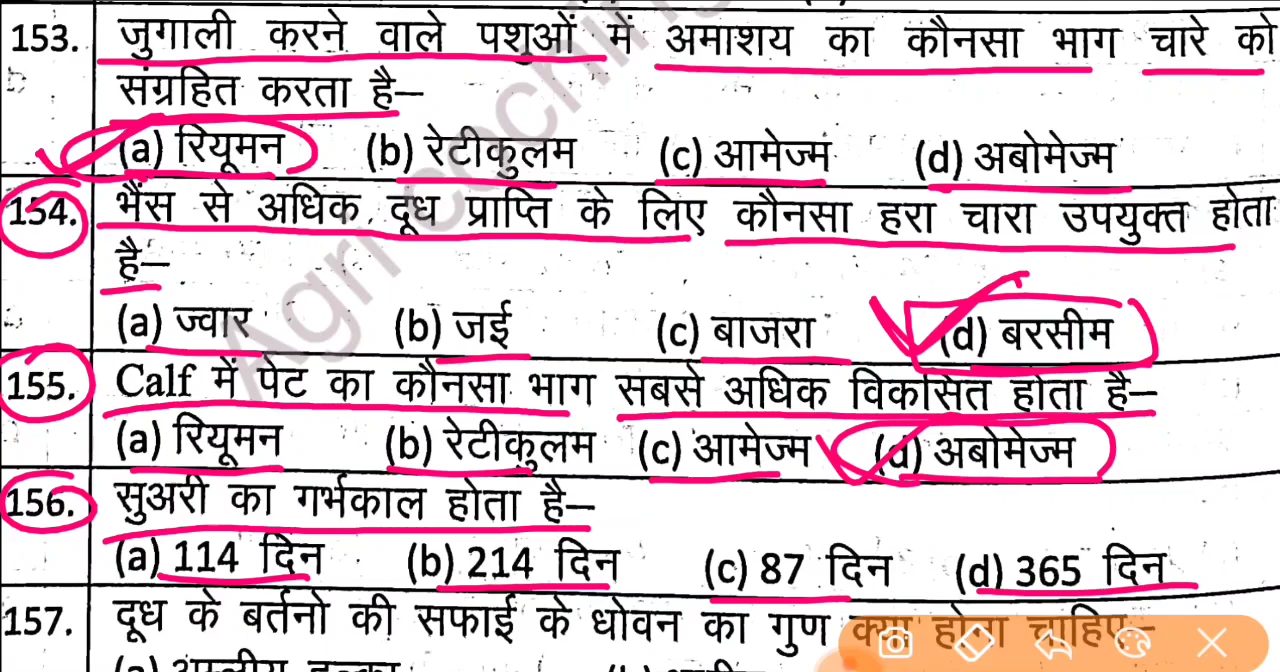 153. जुगाली करने वाले पशुओं में अमाशय का कौनसा भाग चारे को
संग्रहित करता है–
(a) रियूमन (b) रेटीकुलम (c) आमेज्म (d) अबोमेज्म
154. भैंस से अधिक दूध प्राप्ति के लिए कौनसा हरा चारा उपयुक्त होता
है–
(a) ज्वार (b) जई (c) बाजरा (d) बरसीम
155. Calf में पेट का कौनसा भाग सबसे अधिक विकसित होता है–
(a) रियूमन (b) रेटीकुलम (c) आमेज्म (d) अबोमेज्म
156. सुअरी का गर्भकाल होता है–
(a) 114 दिन (b) 214 दिन (c) 87 दिन (d) 365 दिन
157. दूध के बर्तनो की सफाई के धोवन का गुण क्या होना चाहिए–
(a) (b)
Agri coaching